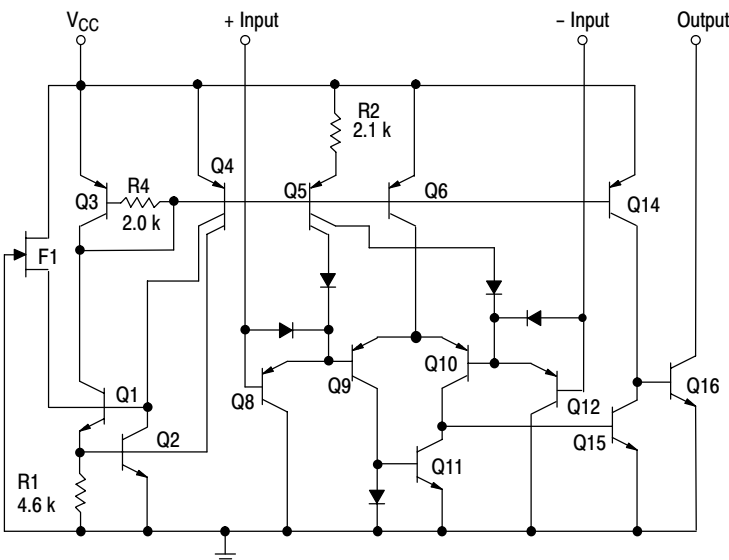 VCC
+ Input
– Input
Output
R2
2.1 k
Q4
Q3
R4
2.0 k
Q5
Q6
Q14
F1
Q1
Q2
Q8
Q9
Q10
Q12
Q16
Q15
Q11
R1
4.6 k